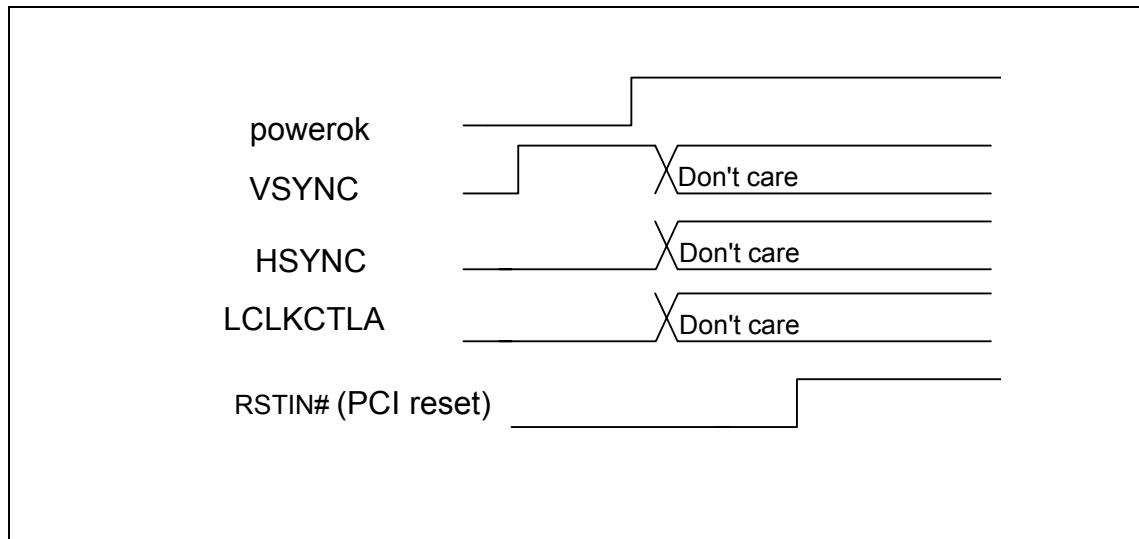 powerok
VSYNC
Don't care
HSYNC
Don't care
LCLKCTLA
Don't care
RSTIN# (PCI reset)